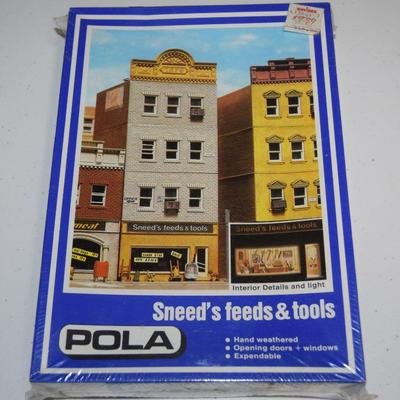 Sneed's feeds & tools
Sneed's feeds & tools
Interior Details and light
Sneed's feeds & tools
POLA
• Hand weathered
• Opening doors + windows
• Expendable